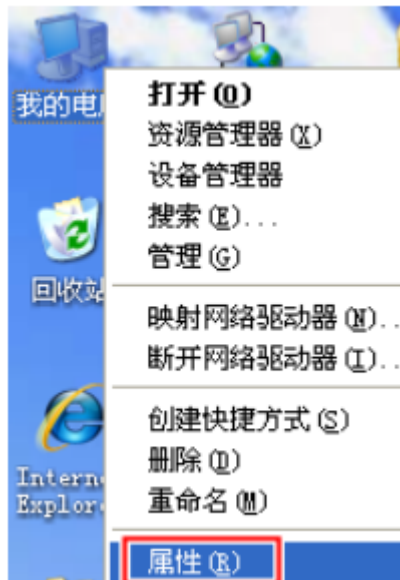 我的电
打开(O)
资源管理器(X)
设备管理器
搜索(E)...
管理(G)
回收站
映射网络驱动器(N)..
断开网络驱动器(I)..
创建快捷方式(S)
删除(D)
Intern
Explor
重命名(M)
属性(R)